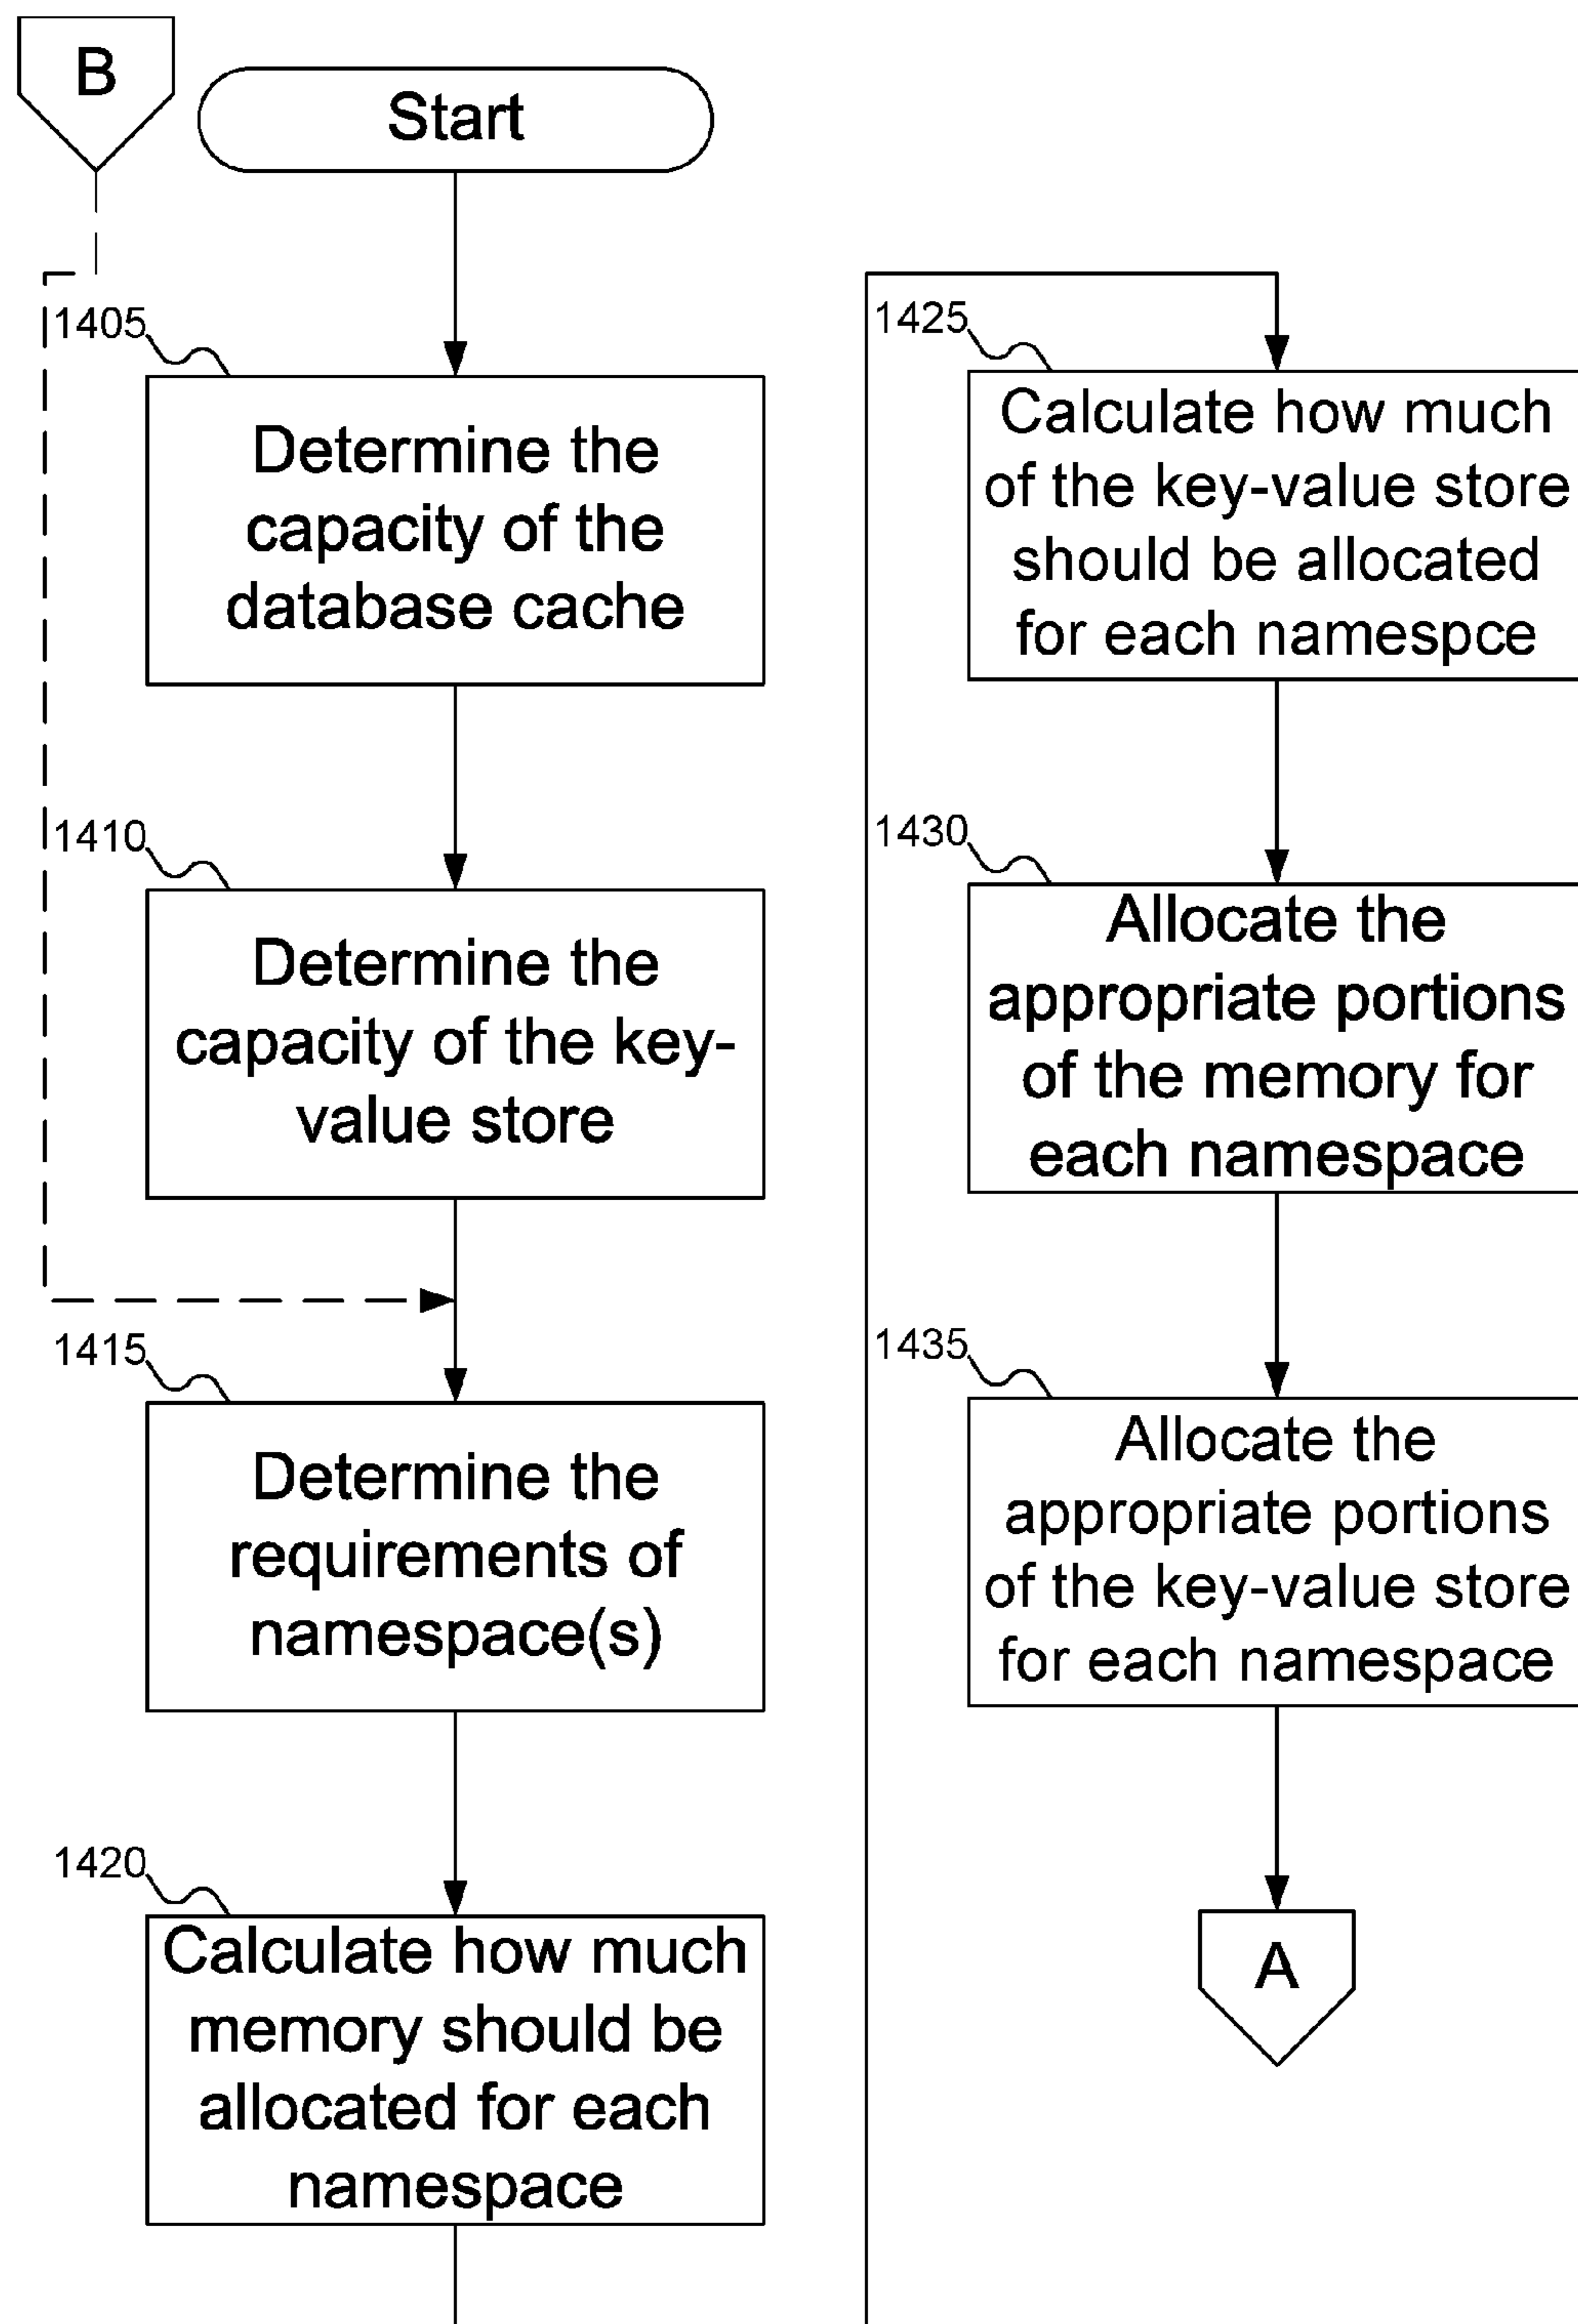 B
Start
1405
Determine the
capacity of the
database cache
1410
Determine the
capacity of the key-
value store
1415
Determine the
requirements of
namespace(s)
1420
Calculate how much
memory should be
allocated for each
namespace
1425
Calculate how much
of the key-value store
should be allocated
for each namespce
1430
Allocate the
appropriate portions
of the memory for
each namespace
1435
Allocate the
appropriate portions
of the key-value store
for each namespace
A